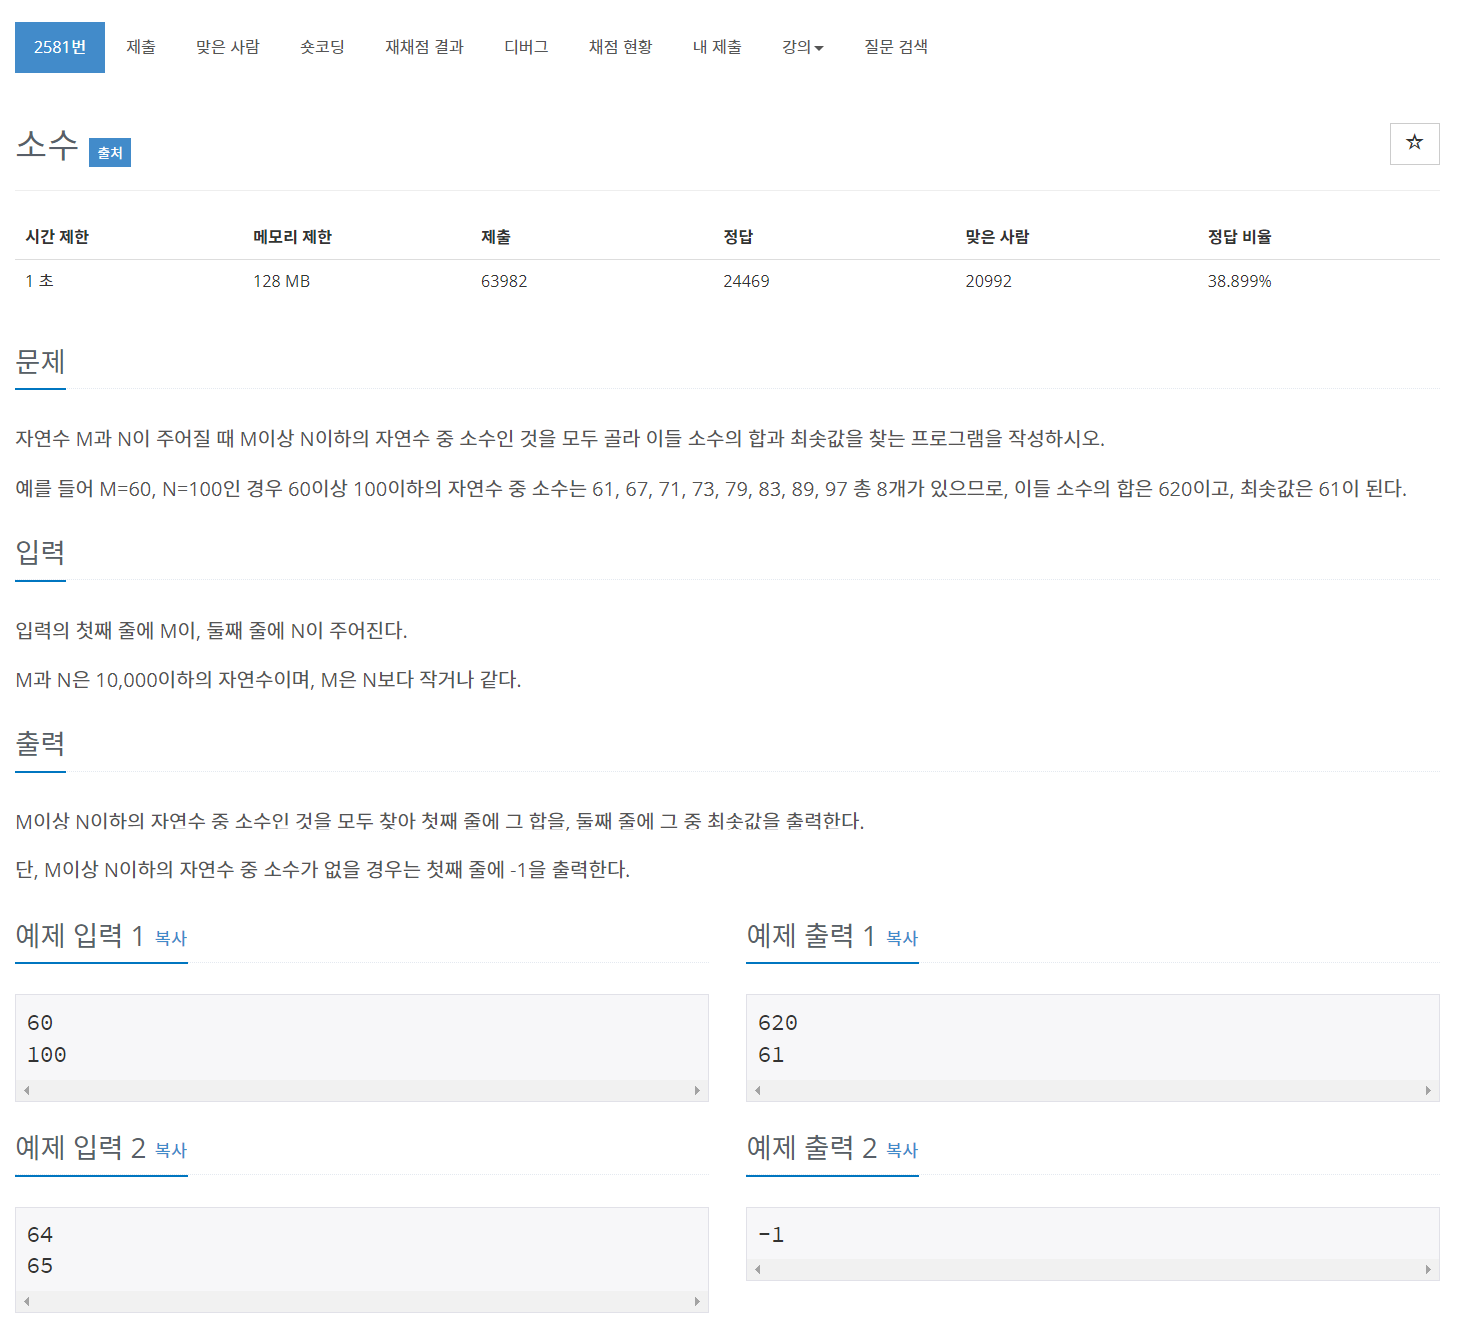 2581번 제출 맞은 사람 숏코딩 재채점 결과 디버그 채점 현황 내 제출 강의 질문 검색
소수 출처
시간 제한 메모리 제한 제출 정답 맞은 사람 정답 비율
1 초 128 MB 63982 24469 20992 38.899%
문제
자연수 M과 N이 주어질 때 M이상 N이하의 자연수 중 소수인 것을 모두 골라 이들 소수의 합과 최솟값을 찾는 프로그램을 작성하시오.
예를 들어 M=60, N=100인 경우 60이상 100이하의 자연수 중 소수는 61, 67, 71, 73, 79, 83, 89, 97 총 8개가 있으므로, 이들 소수의 합은 620이고, 최솟값은 61이 된다.
입력
입력의 첫째 줄에 M이, 둘째 줄에 N이 주어진다.
M과 N은 10,000이하의 자연수이며, M은 N보다 작거나 같다.
출력
M이상 N이하의 자연수 중 소수인 것을 모두 찾아 첫째 줄에 그 합을, 둘째 줄에 그 중 최솟값을 출력한다.
단, M이상 N이하의 자연수 중 소수가 없을 경우는 첫째 줄에 -1을 출력한다.
예제 입력 1 복사
60
100
예제 출력 1 복사
620
61
예제 입력 2 복사
64
65
예제 출력 2 복사
-1